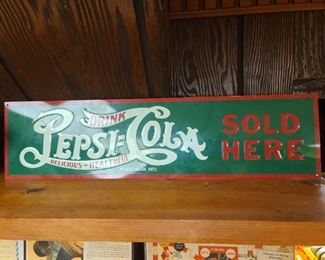 DRINK
PEPSI=COLA
DELICIOUS-HEALTHFUL
SOLD
HERE